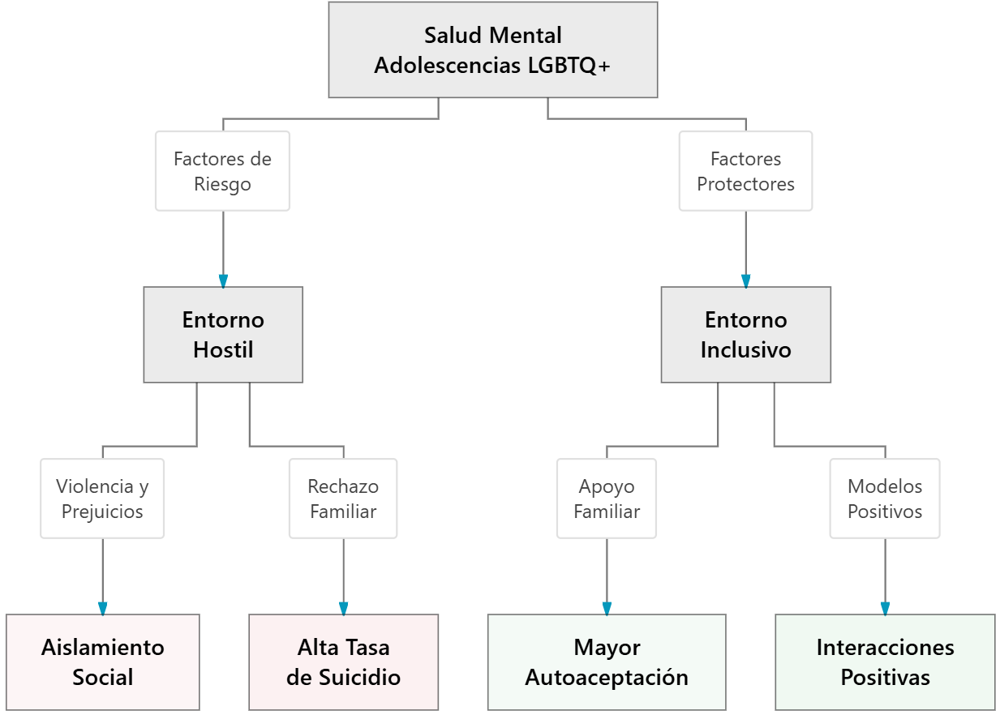 Salud Mental
Adolescencias LGBTQ+
Factores de
Riesgo
Factores
Protectores
Entorno
Hostil
Entorno
Inclusivo
Violencia y
Prejuicios
Rechazo
Familiar
Apoyo
Familiar
Modelos
Positivos
Aislamiento
Social
Alta Tasa
de Suicidio
Mayor
Autoaceptación
Interacciones
Positivas